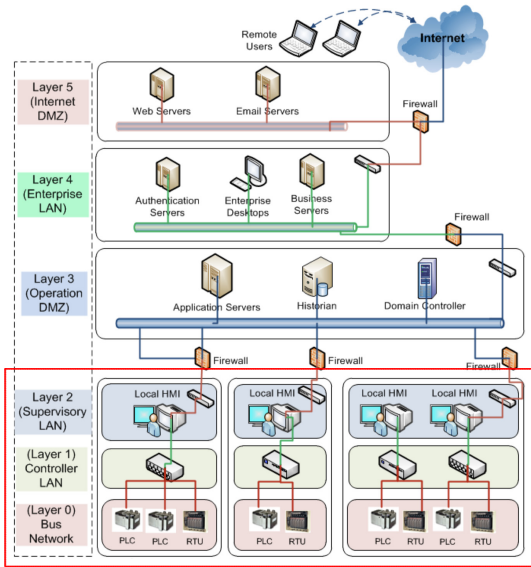 Remote
Users
Internet
Layer 5
(Internet
DMZ)
Web Servers
Email Servers
Firewall
Layer 4
(Enterprise
LAN)
Authentication
Servers
Enterprise
Desktops
Business
Servers
Firewall
Layer 3
(Operation
DMZ)
Application Servers
Historian
Domain Controller
Firewall
Firewall
Firewall
Layer 2
(Supervisory
LAN)
Local HMI
Local HMI
Local HMI
Local HMI
(Layer 1)
Controller
LAN
(Layer 0)
Bus
Network
PLC
PLC
RTU
PLC
RTU
PLC
RTU
PLC
RTU